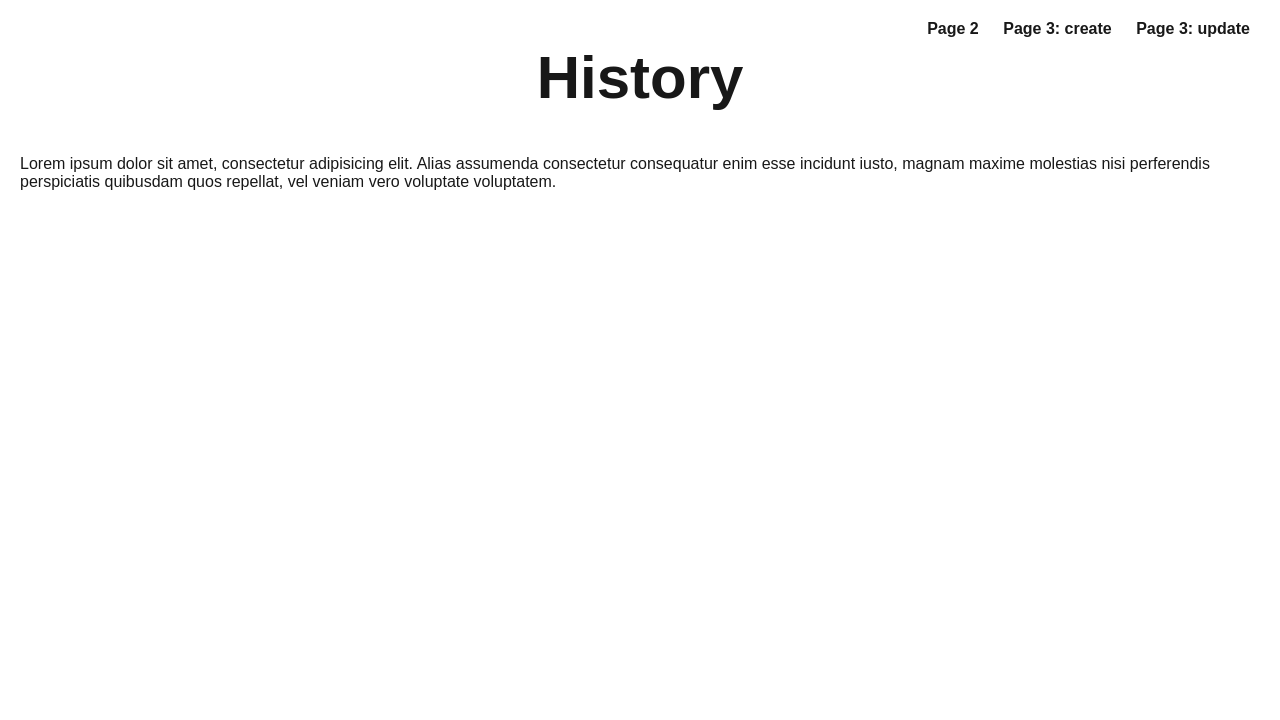 Page 2 Page 3: create Page 3: update
History
Lorem ipsum dolor sit amet, consectetur adipisicing elit. Alias assumenda consectetur consequatur enim esse incidunt iusto, magnam maxime molestias nisi perferendis
perspiciatis quibusdam quos repellat, vel veniam vero voluptate voluptatem.